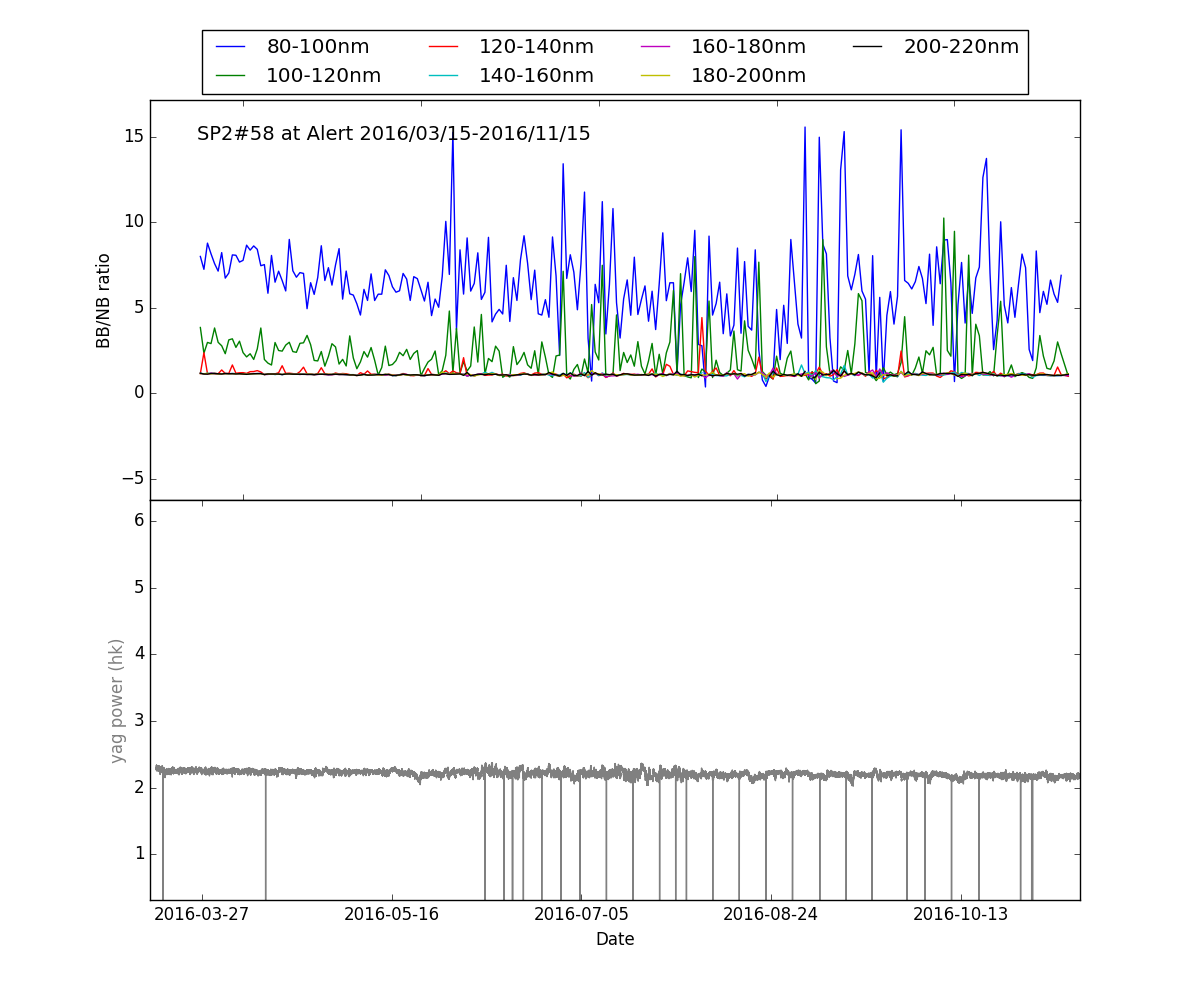 80-100nm 120-140nm 160-180nm 200-220nm
100-120nm 140-160nm 180-200nm
SP2#58 at Alert 2016/03/15-2016/11/15
15
10
5
0
−5
BB/NB ratio
6
5
4
3
2
1
yag power (hk)
2016-03-27 2016-05-16 2016-07-05 2016-08-24 2016-10-13
Date